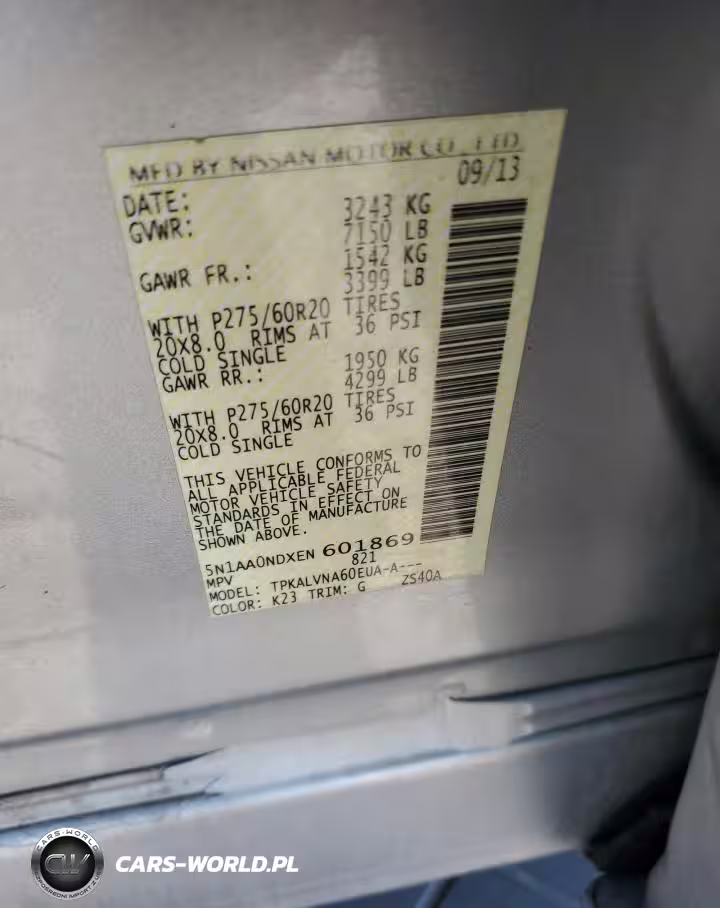 MFD BY NISSAN MOTOR CO., LTD.
DATE: 09/13
GVWR: 3243 KG
7150 LB
GAWR FR.: 1542 KG
3399 LB
WITH P275/60R20 TIRES
20X8.0 RIMS AT 36 PSI
COLD SINGLE
GAWR RR.: 1950 KG
4299 LB
WITH P275/60R20 TIRES
20X8.0 RIMS AT 36 PSI
COLD SINGLE
THIS VEHICLE CONFORMS TO
ALL APPLICABLE FEDERAL
MOTOR VEHICLE SAFETY
STANDARDS IN EFFECT ON
THE DATE OF MANUFACTURE
SHOWN ABOVE.
5N1AA0NDXEN 601869
MPV 821
MODEL: TPKALVNA60EUA-A---
COLOR: K23 TRIM: G ZS40A
CARS-WORLD
CW
CARS-WORLD.PL